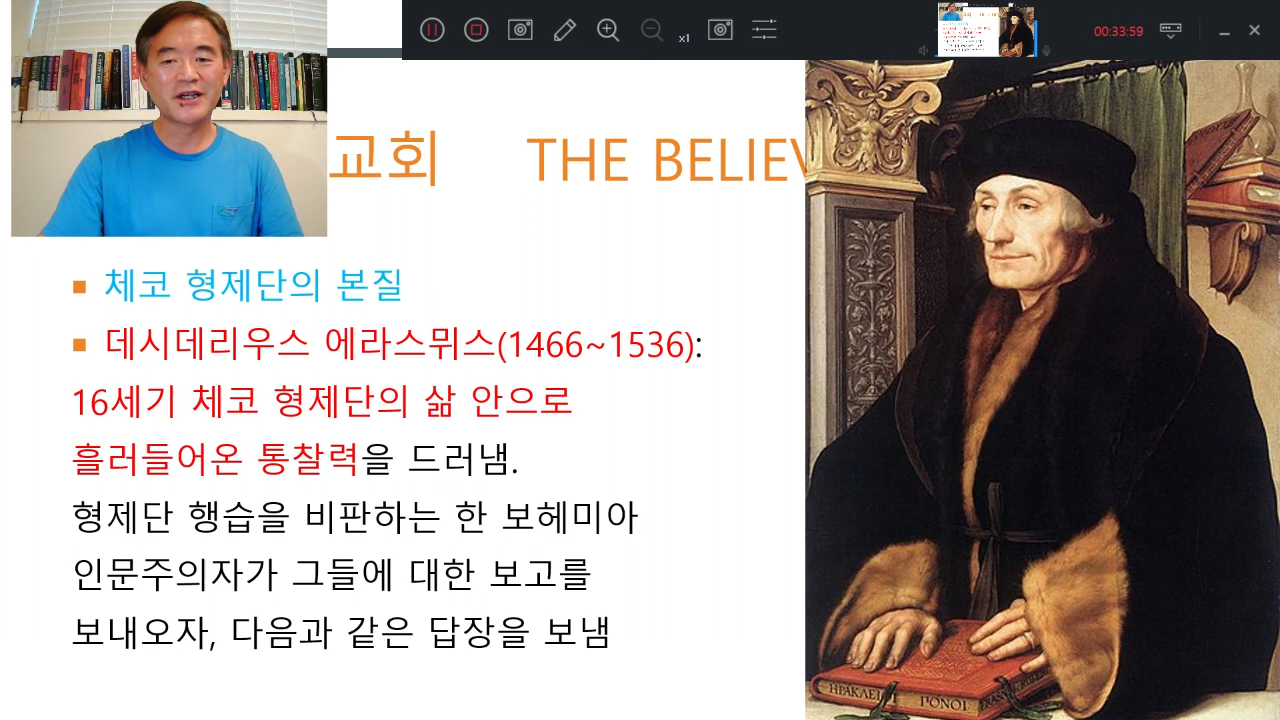 x1
00:33:59
교회 THE BELIEV
■ 체코 형제단의 본질
■ 데시데리우스 에라스뮈스(1466~1536):
16세기 체코 형제단의 삶 안으로
흘러들어온 통찰력을 드러냄.
형제단 행습을 비판하는 한 보헤미아
인문주의자가 그들에 대한 보고를
보내오자, 다음과 같은 답장을 보냄
ΗΡΑΚΛΕΙΟΙ ΠΟΝΟΙ